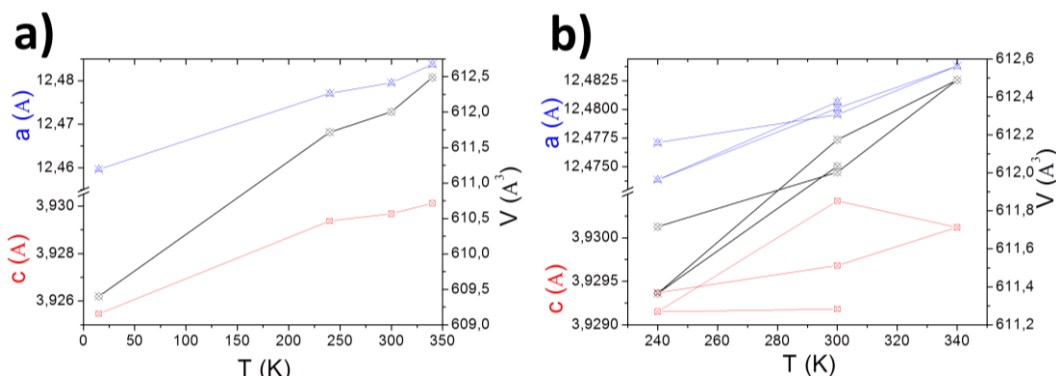 a)
12,48
12,47
12,46
3,930
3,928
3,926
a (A)
c (A)
0 50 100 150 200 250 300 350
T (K)
612,5
612,0
611,5
611,0
610,5
610,0
609,5
609,0
V (A³)
b)
12,4825
12,4800
12,4775
12,4750
3,9300
3,9295
3,9290
a (A)
c (A)
240 260 280 300 320 340
T (K)
612,6
612,4
612,2
612,0
611,8
611,6
611,4
611,2
V (A³)